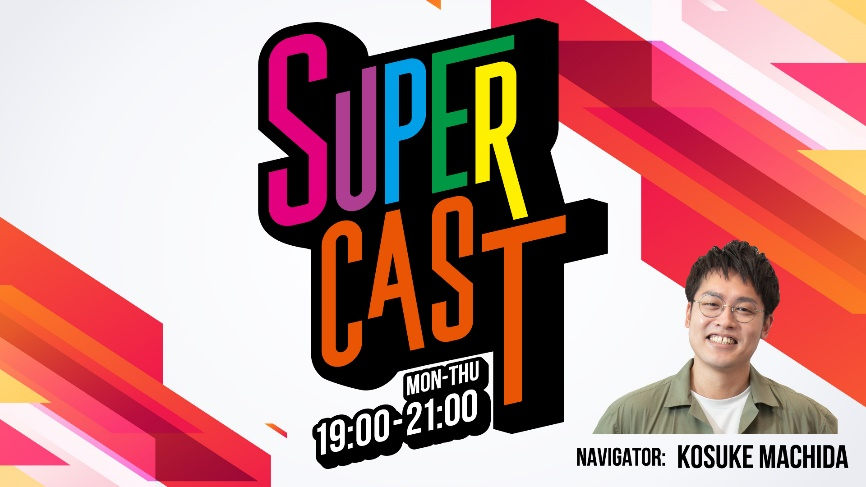 SUPER
CAST
MON-THU
19:00-21:00
NAVIGATOR: KOSUKE MACHIDA